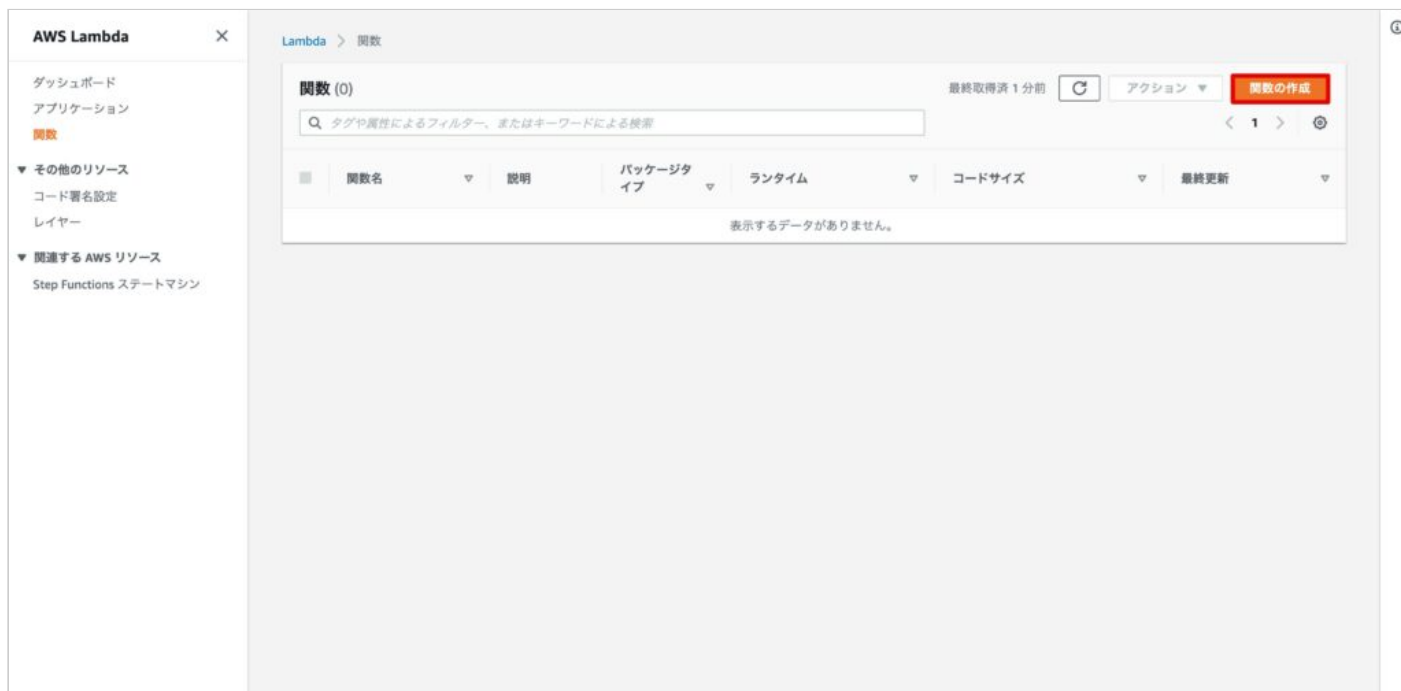 AWS Lambda
ダッシュボード
アプリケーション
関数
その他のリソース
コード署名設定
レイヤー
関連する AWS リソース
Step Functions ステートマシン
Lambda > 関数
関数 (0)
最終取得済 1 分前
アクション
関数の作成
タグや属性によるフィルター、またはキーワードによる検索
< 1 >
関数名
説明
パッケージタ
イプ
ランタイム
コードサイズ
最終更新
表示するデータがありません。